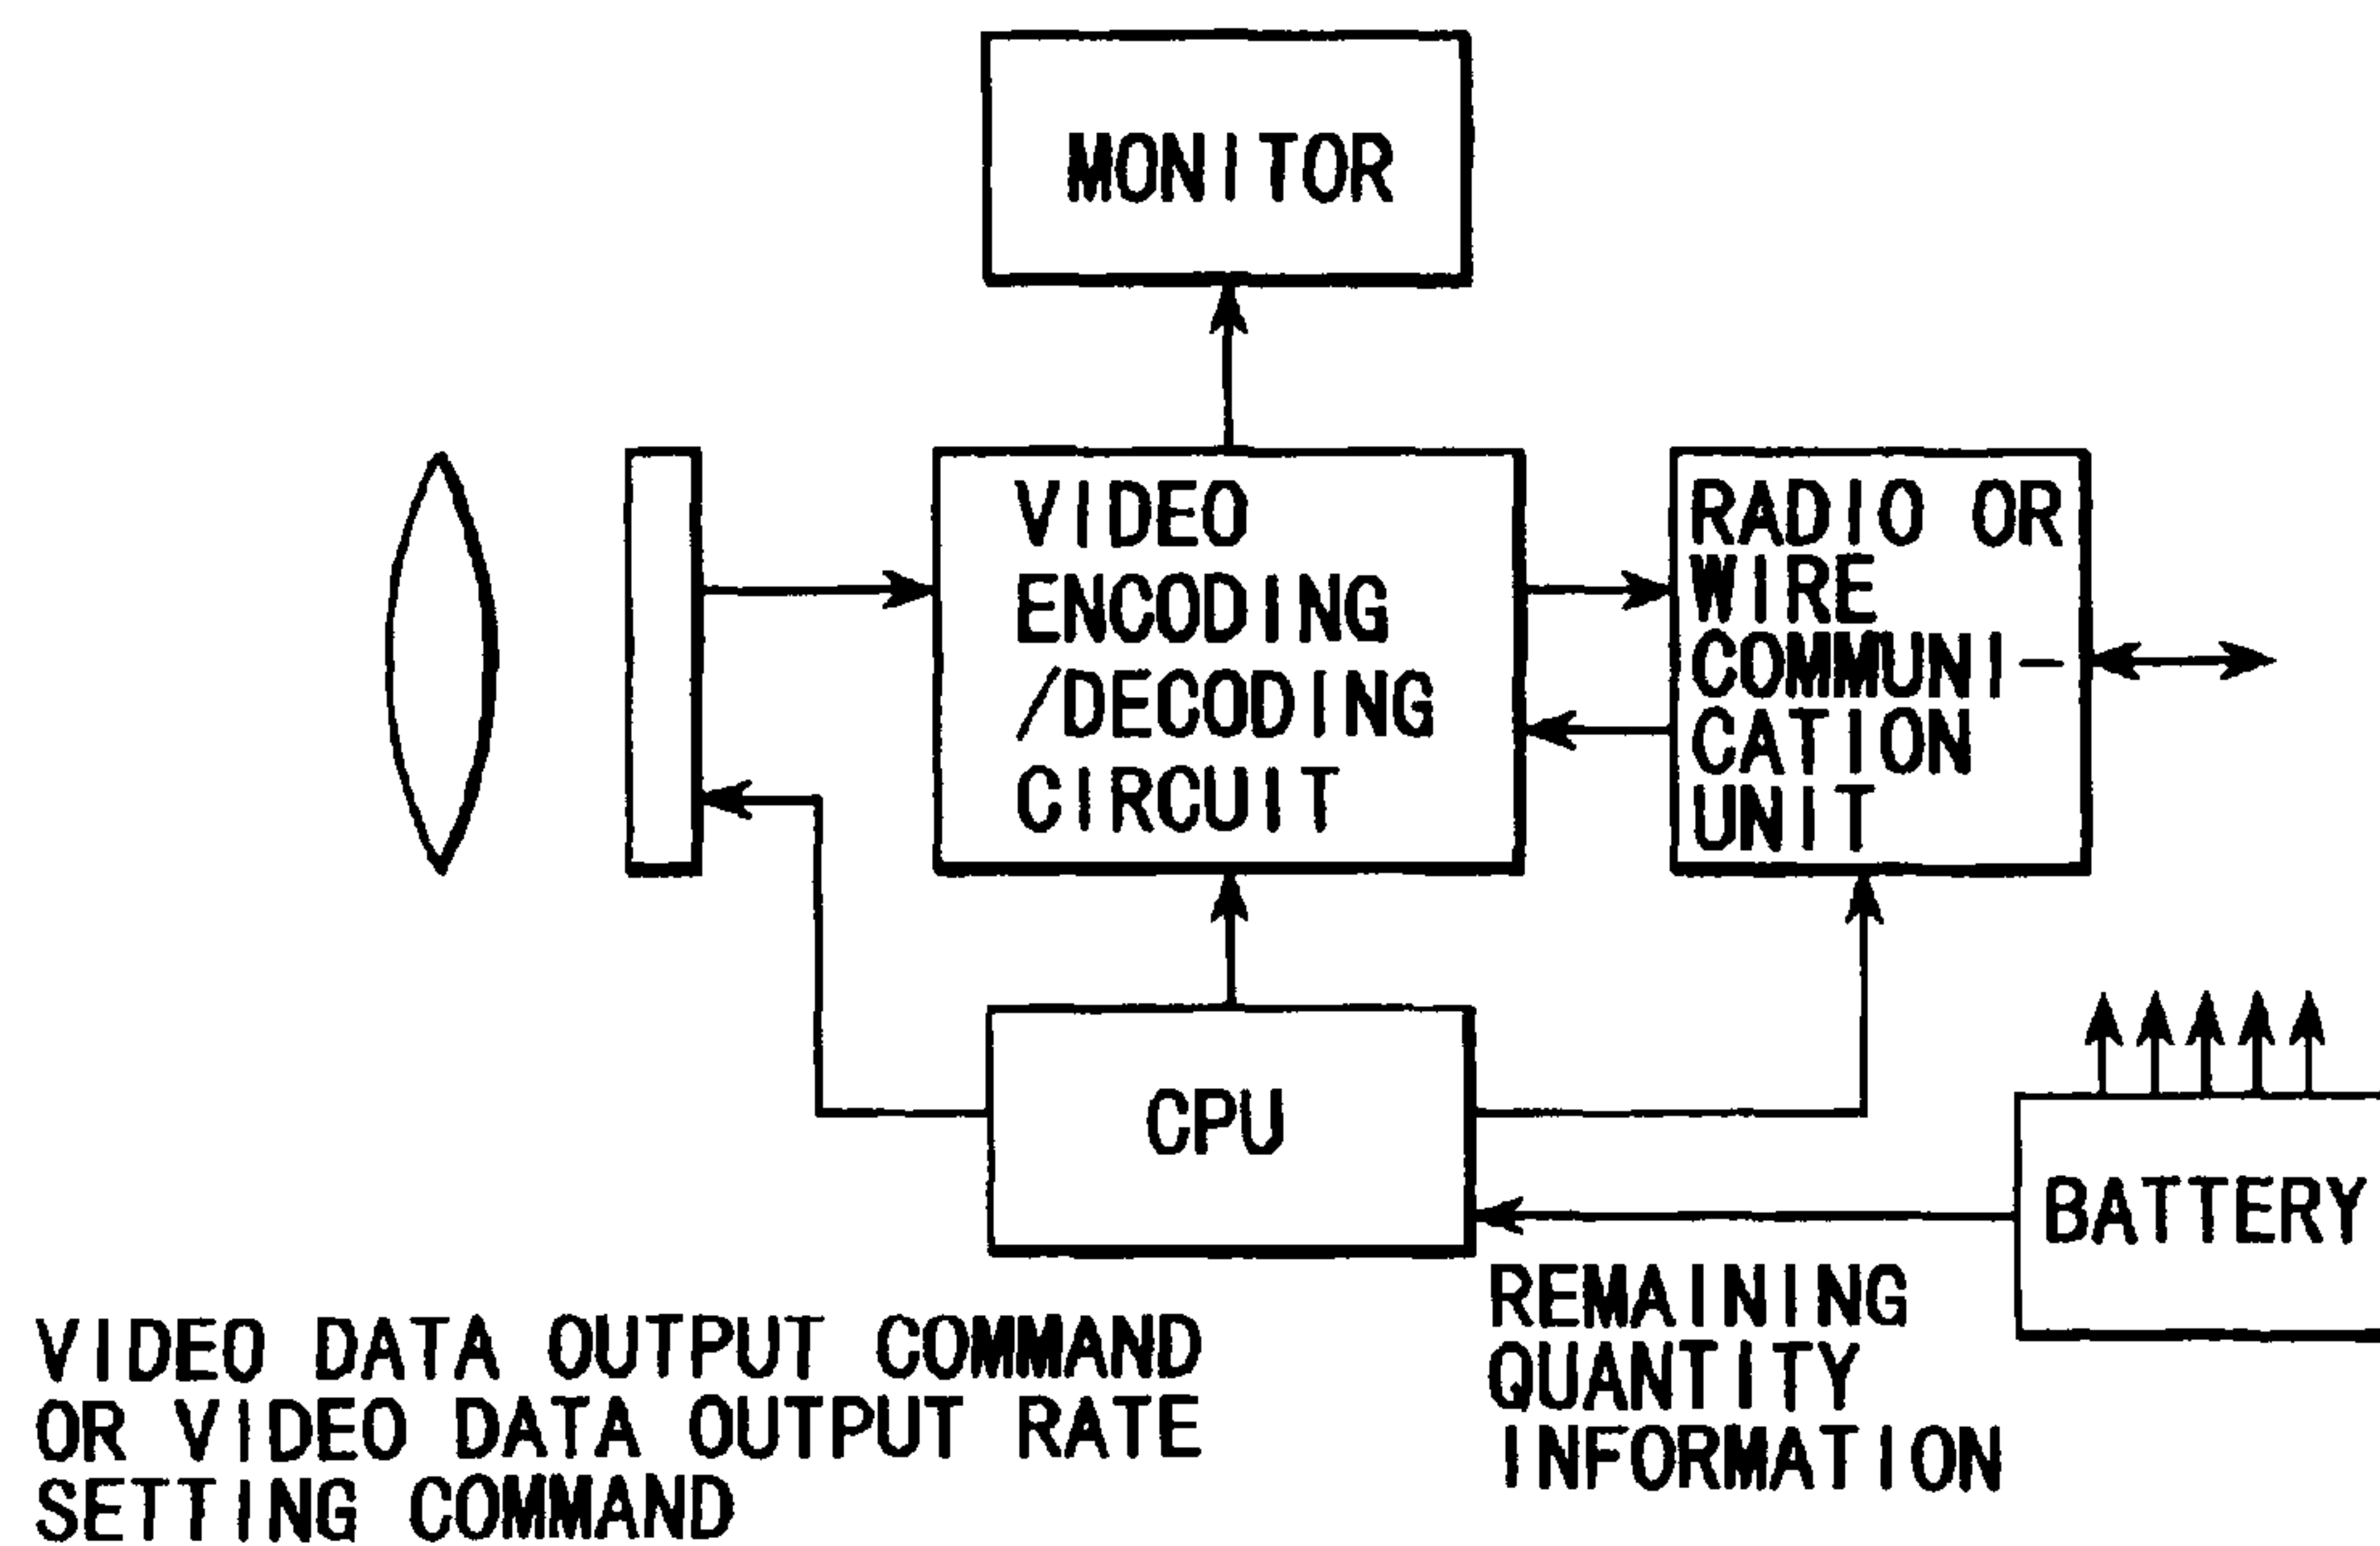 MONITOR
VIDEO
ENCODING
/DECODING
CIRCUIT
RADIO OR
WIRE
COMMUNI-
CATION
UNIT
CPU
BATTERY
REMAINING
QUANTITY
INFORMATION
VIDEO DATA OUTPUT COMMAND
OR VIDEO DATA OUTPUT RATE
SETTING COMMAND